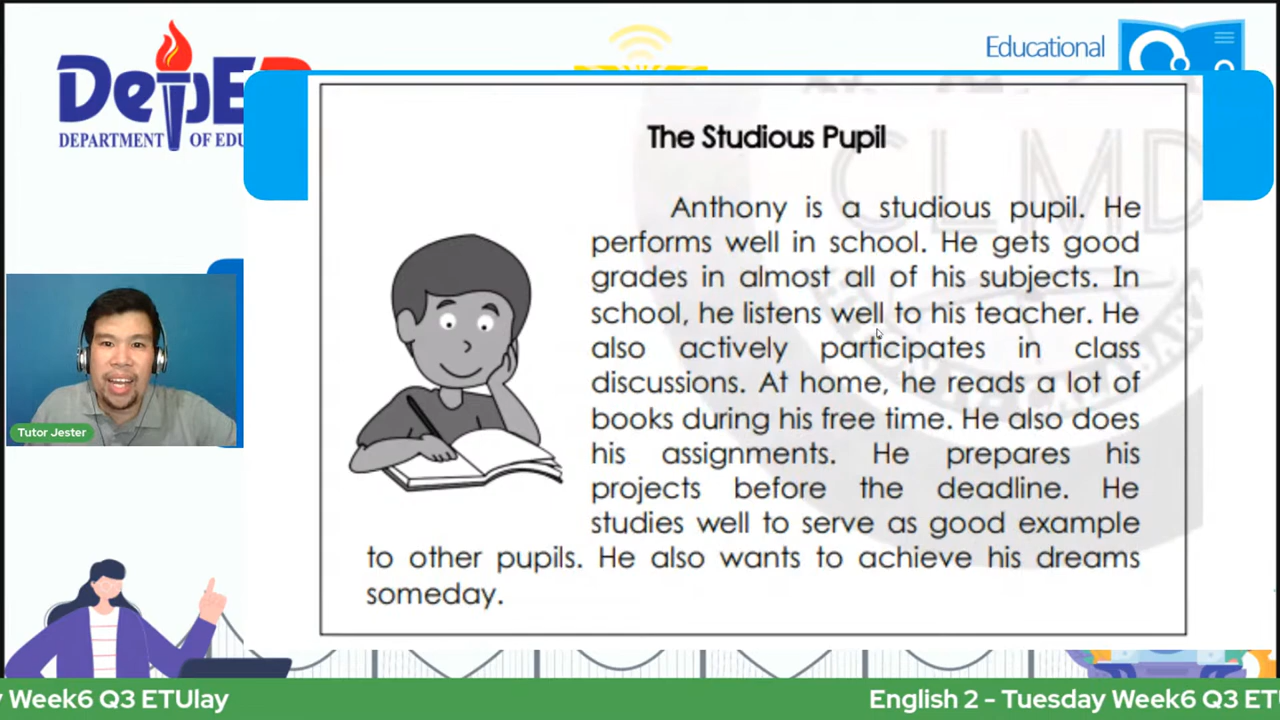 DepED
DEPARTMENT OF EDU
Educational
CLMD
The Studious Pupil
Anthony is a studious pupil. He
performs well in school. He gets good
grades in almost all of his subjects. In
school, he listens well to his teacher. He
also actively participates in class
discussions. At home, he reads a lot of
books during his free time. He also does
his assignments. He prepares his
projects before the deadline. He
studies well to serve as good example
to other pupils. He also wants to achieve his dreams
someday.
Tutor Jester
y Week6 Q3 ETUlay
English 2 - Tuesday Week6 Q3 ETU